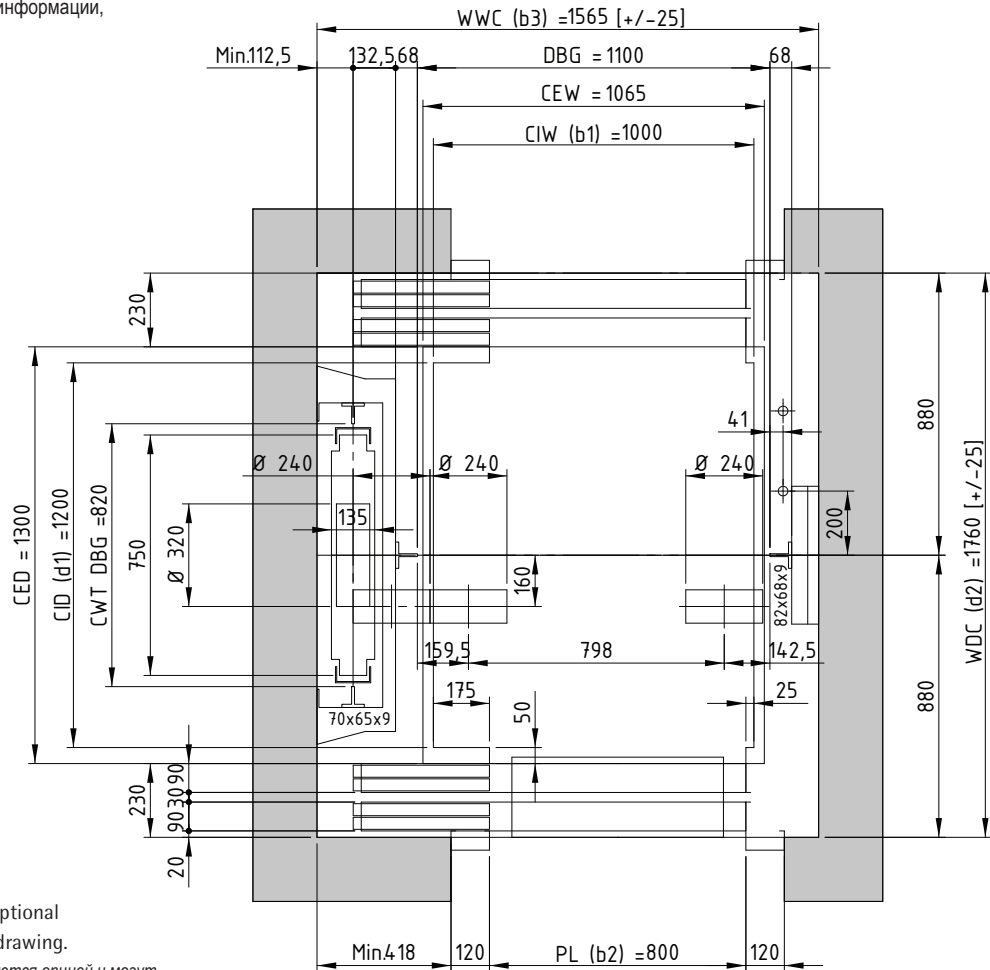 информации,
WWC (b3) =1565 [+/-25]
Min.112,5
132,5
68
DBG = 1100
68
CEW = 1065
CIW (b1) =1000
230
CED = 1300
CID (d1) =1200
CWT DBG =820
750
Ø 320
Ø 240
135
Ø 240
Ø 240
41
200
880
WDC (d2) =1760 [+/-25]
160
82x68x9
159,5
798
142,5
175
50
25
70x65x9
880
230
90
30
90
20
ptional
drawing.
Min.418
120
PL (b2) =800
120